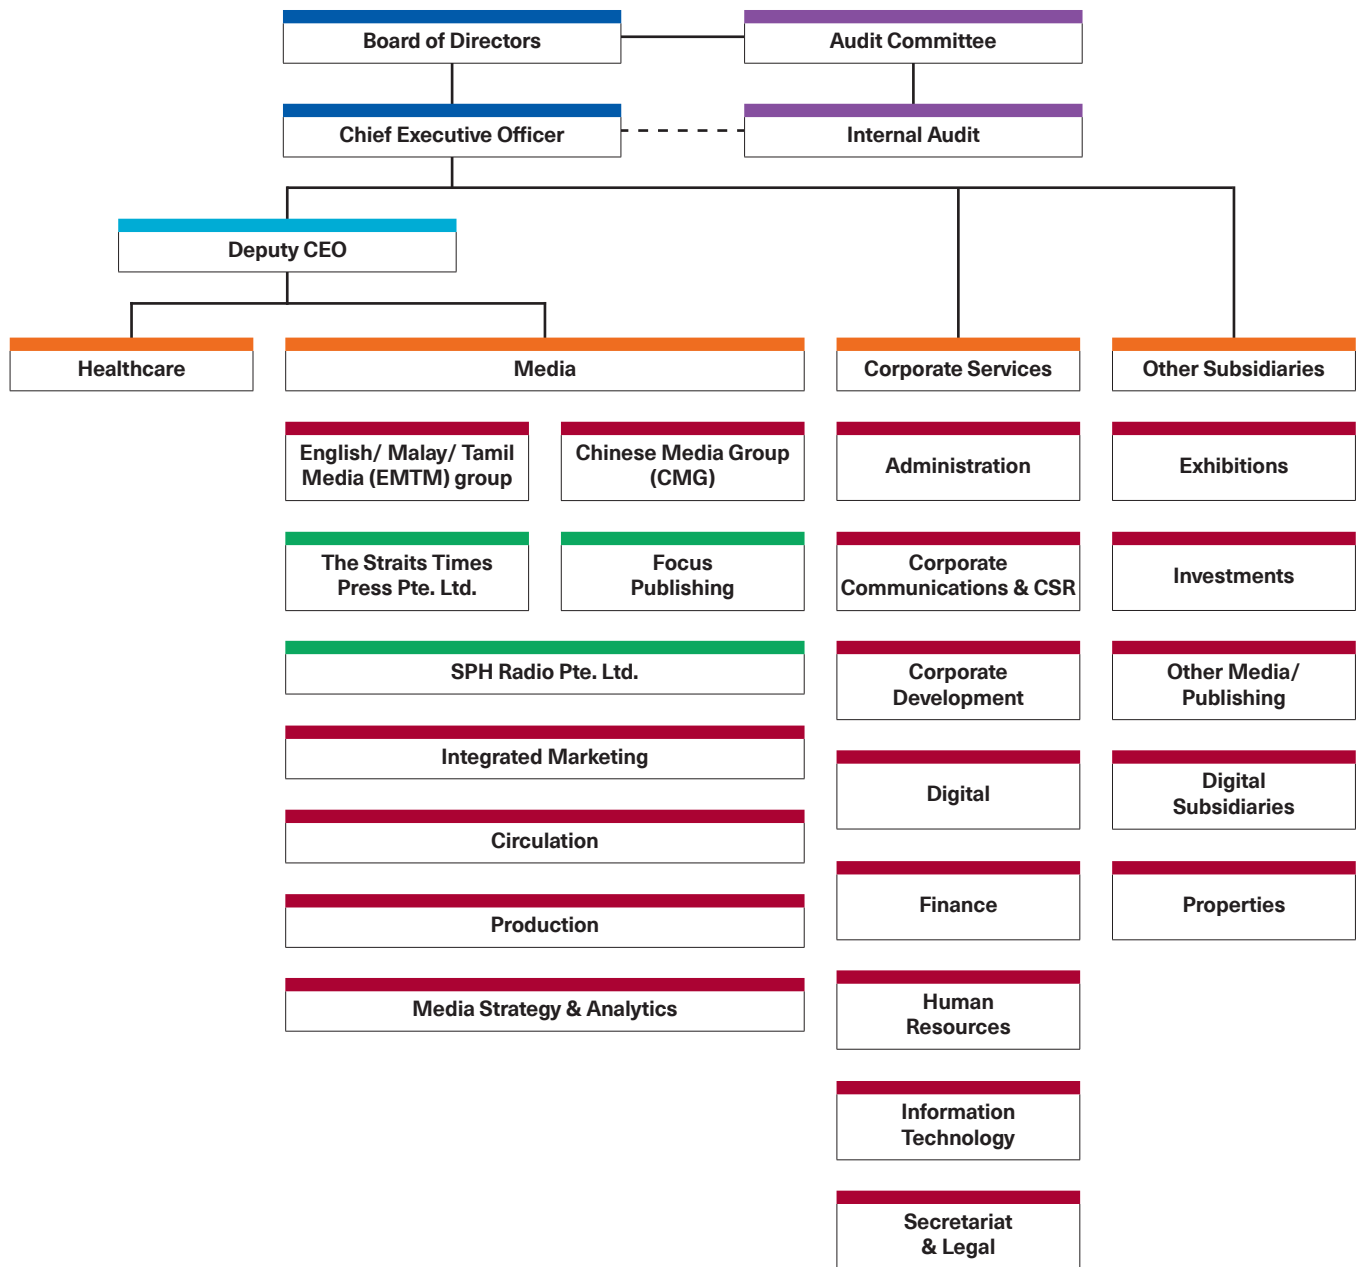 Board of Directors
Audit Committee
Chief Executive Officer
Internal Audit
Deputy CEO
Healthcare
Media
Corporate Services
Other Subsidiaries
English/ Malay/ Tamil
Media (EMTM) group
Chinese Media Group
(CMG)
Administration
Exhibitions
The Straits Times
Press Pte. Ltd.
Focus
Publishing
Corporate
Communications & CSR
Investments
SPH Radio Pte. Ltd.
Corporate
Development
Other Media/
Publishing
Integrated Marketing
Digital
Digital
Subsidiaries
Circulation
Finance
Properties
Production
Media Strategy & Analytics
Human
Resources
Information
Technology
Secretariat
& Legal